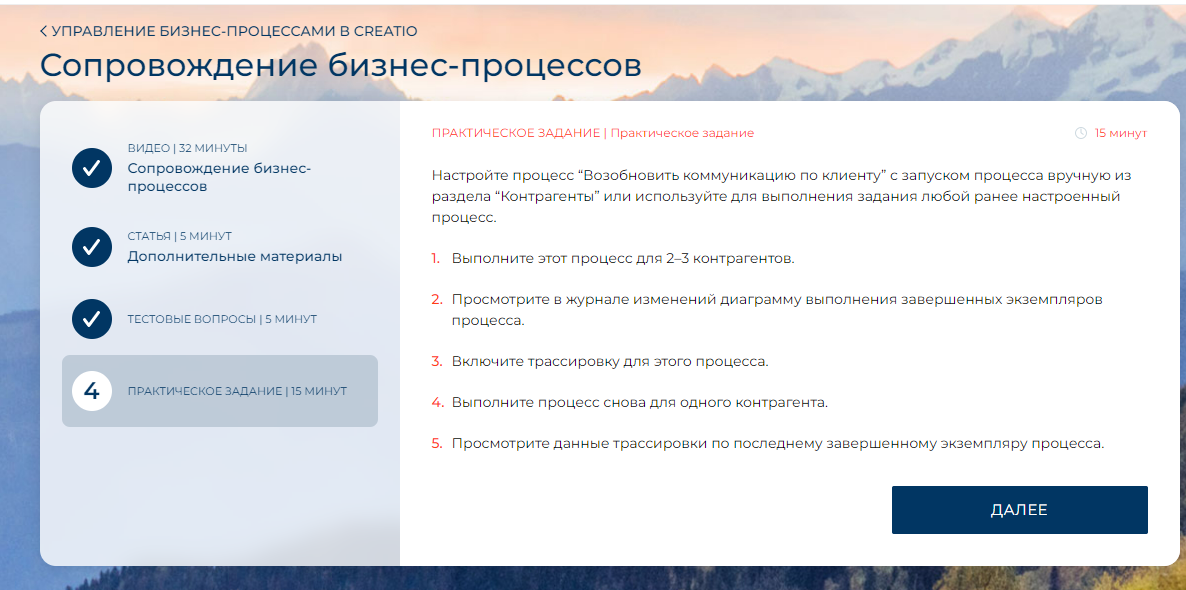 < УПРАВЛЕНИЕ БИЗНЕС-ПРОЦЕССАМИ В CREATIO
Сопровождение бизнес-процессов
ВИДЕО | 32 МИНУТЫ
Сопровождение бизнес-
процессов
СТАТЬЯ | 5 МИНУТ
Дополнительные материалы
ТЕСТОВЫЕ ВОПРОСЫ | 5 МИНУТ
4
ПРАКТИЧЕСКОЕ ЗАДАНИЕ | 15 МИНУТ
ПРАКТИЧЕСКОЕ ЗАДАНИЕ | Практическое задание
15 минут
Настройте процесс “Возобновить коммуникацию по клиенту” с запуском процесса вручную из
раздела “Контрагенты” или используйте для выполнения задания любой ранее настроенный
процесс.
1. Выполните этот процесс для 2–3 контрагентов.
2. Просмотрите в журнале изменений диаграмму выполнения завершенных экземпляров
процесса.
3. Включите трассировку для этого процесса.
4. Выполните процесс снова для одного контрагента.
5. Просмотрите данные трассировки по последнему завершенному экземпляру процесса.
ДАЛЕЕ